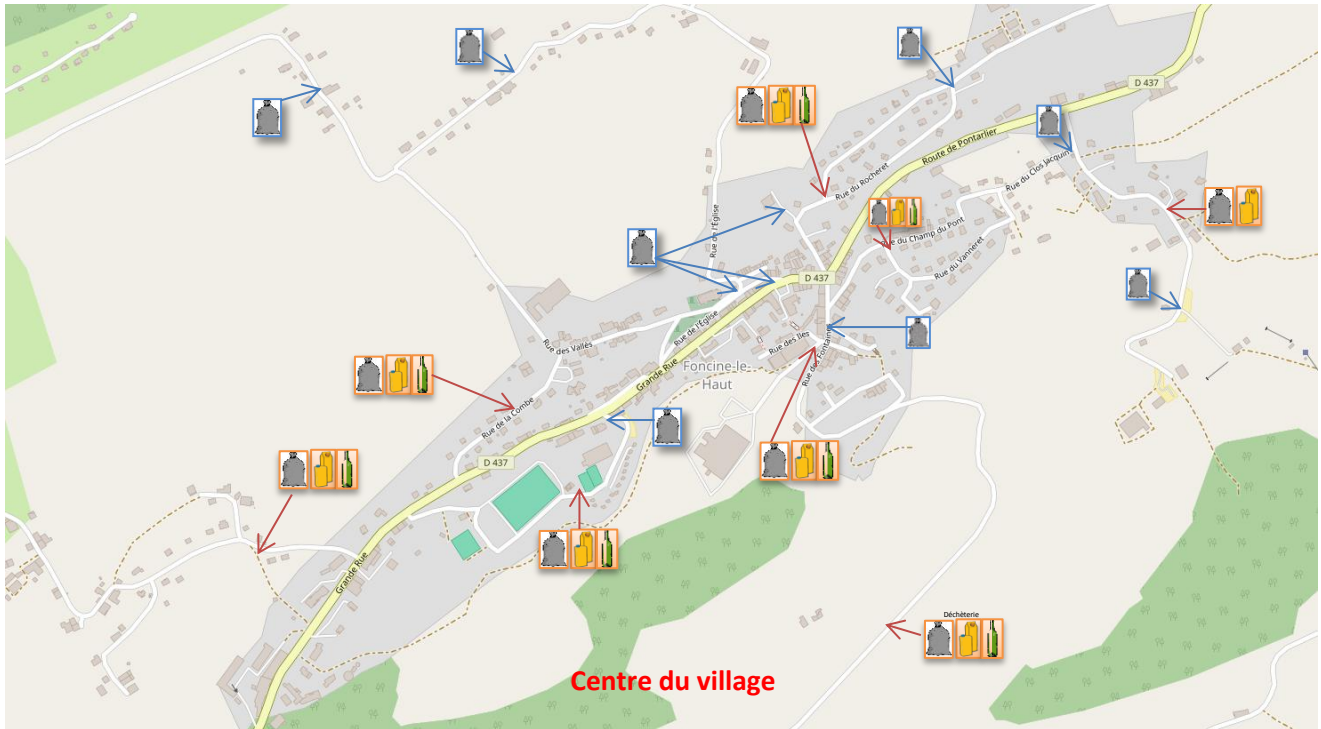 D 437
Route de Pontarlier
Rue du Clos Jacquin
Rue du Rocheret
Rue de l'Église
Rue du Champ du Pont
Rue du Vanneret
D 437
Rue de l'Église
Rue des Vallés
Rue des Iles
Rue des Fontaines
Foncine-le-
Haut
Grande Rue
Rue de la Combe
D 437
Grande Rue
Déchèterie
Centre du village